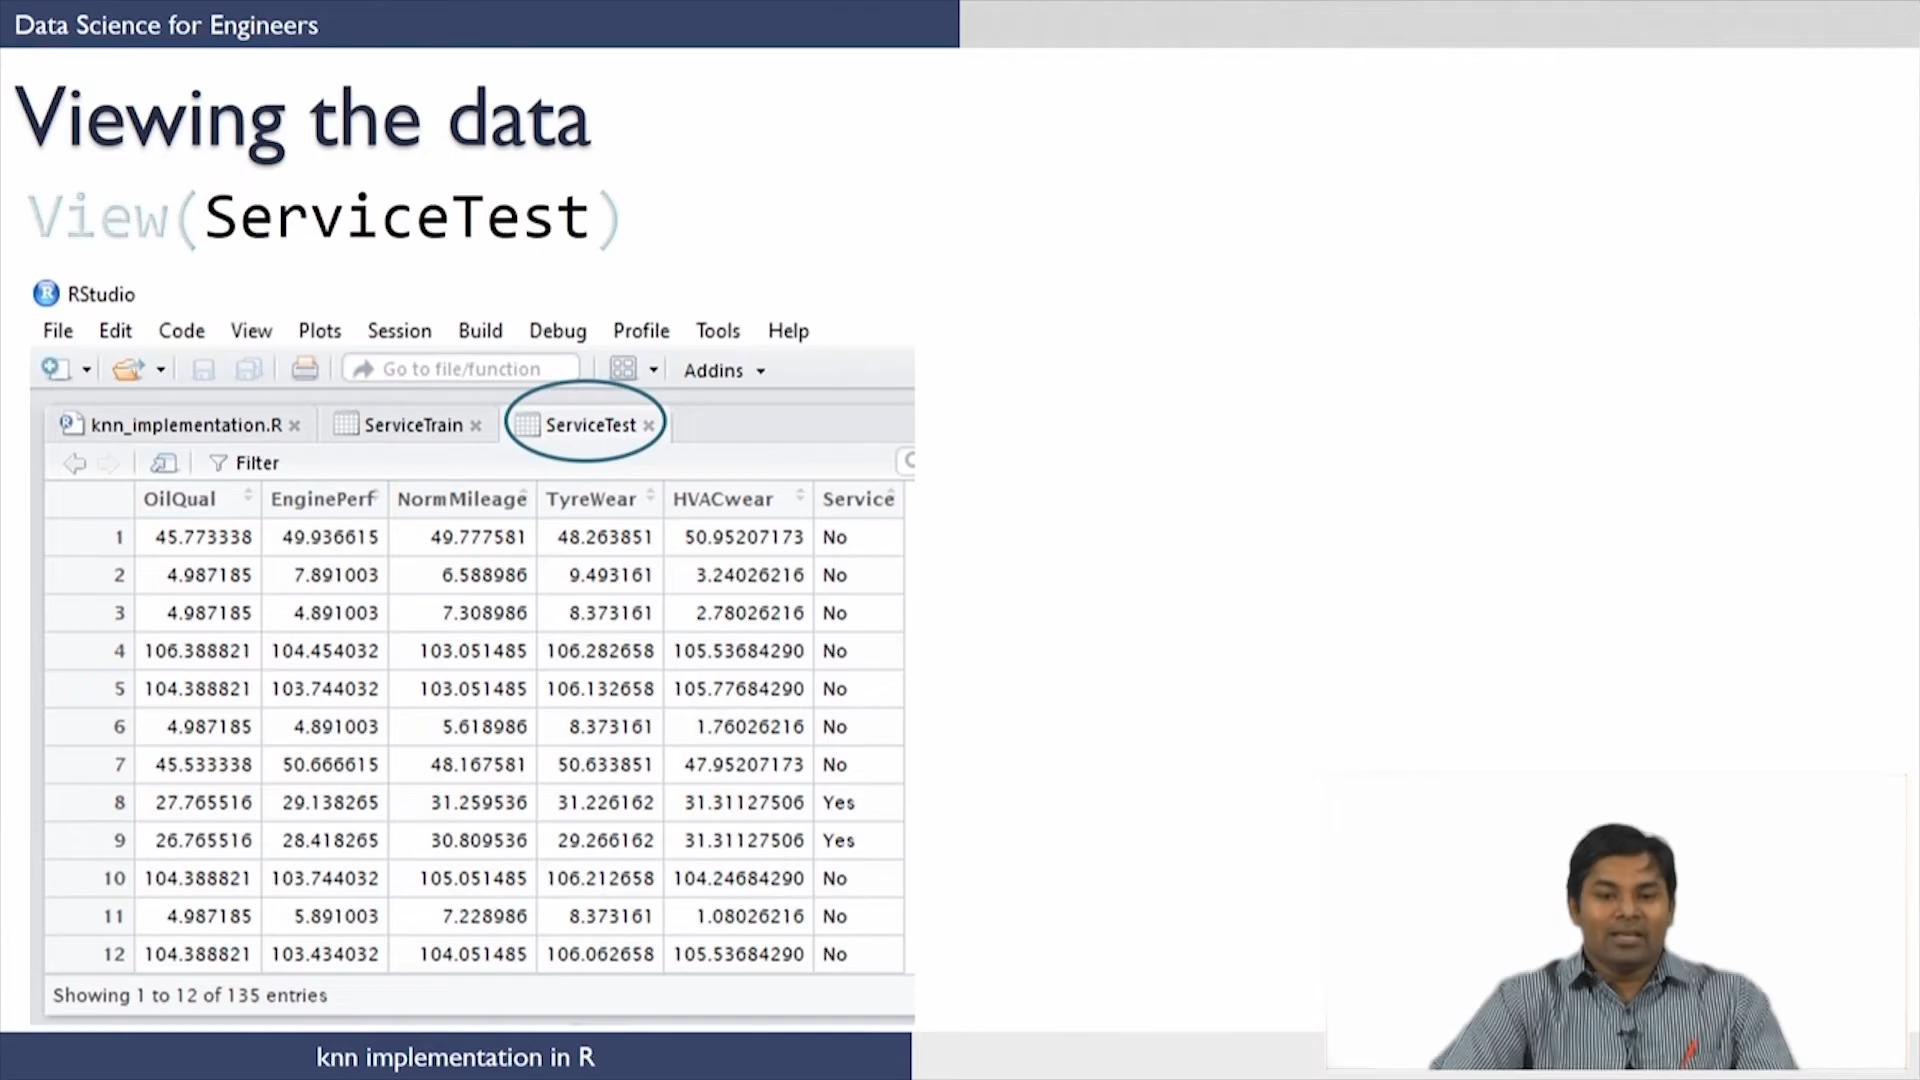 Data Science for Engineers
Viewing the data
View(ServiceTest)
RStudio
File Edit Code View Plots Session Build Debug Profile Tools Help
Go to file/function Addins
knn_implementation.R ServiceTrain ServiceTest
Filter
OilQual EnginePerf NormMileage TyreWear HVACwear Service
1 45.773338 49.936615 49.777581 48.263851 50.95207173 No
2 4.987185 7.891003 6.588986 9.493161 3.24026216 No
3 4.987185 4.891003 7.308986 8.373161 2.78026216 No
4 106.388821 104.454032 103.051485 106.282658 105.53684290 No
5 104.388821 103.744032 103.051485 106.132658 105.77684290 No
6 4.987185 4.891003 5.618986 8.373161 1.76026216 No
7 45.533338 50.666615 48.167581 50.633851 47.95207173 No
8 27.765516 29.138265 31.259536 31.226162 31.31127506 Yes
9 26.765516 28.418265 30.809536 29.266162 31.31127506 Yes
10 104.388821 103.744032 105.051485 106.212658 104.24684290 No
11 4.987185 5.891003 7.228986 8.373161 1.08026216 No
12 104.388821 103.434032 104.051485 106.062658 105.53684290 No
Showing 1 to 12 of 135 entries
knn implementation in R